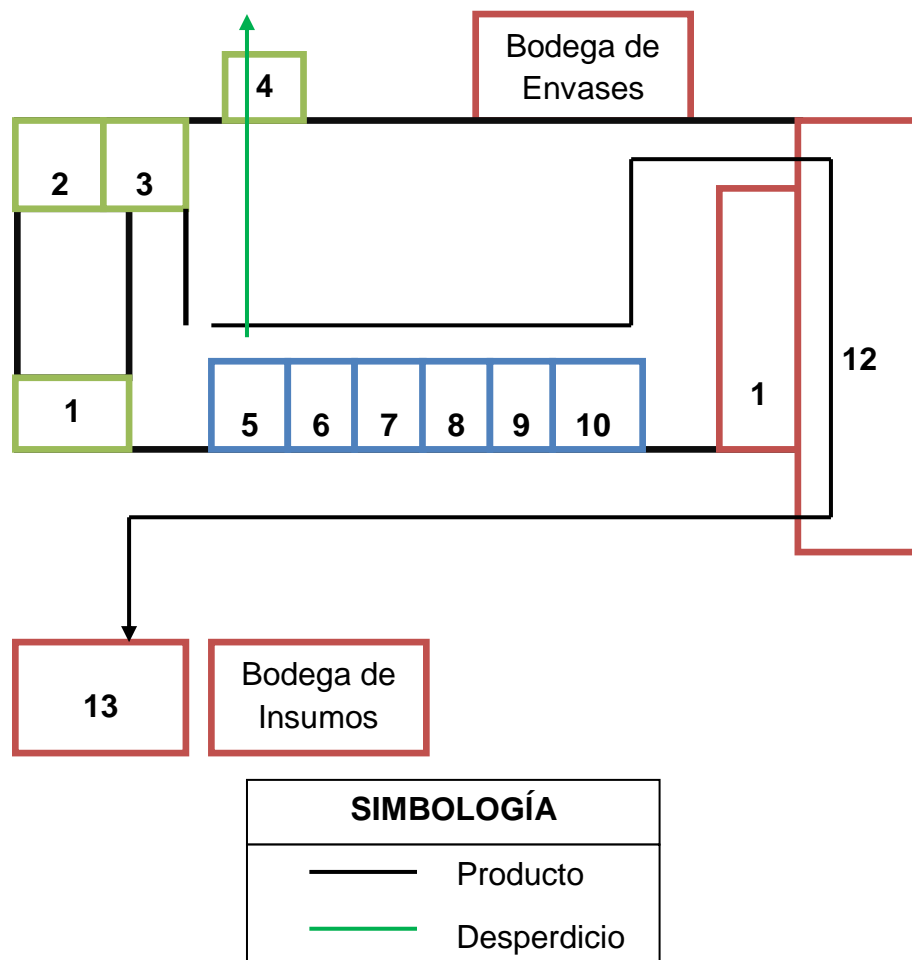 4
Bodega de
Envases
2
3
12
1
1
5
6
7
8
9
10
13
Bodega de
Insumos
SIMBOLOGÍA
Producto
Desperdicio